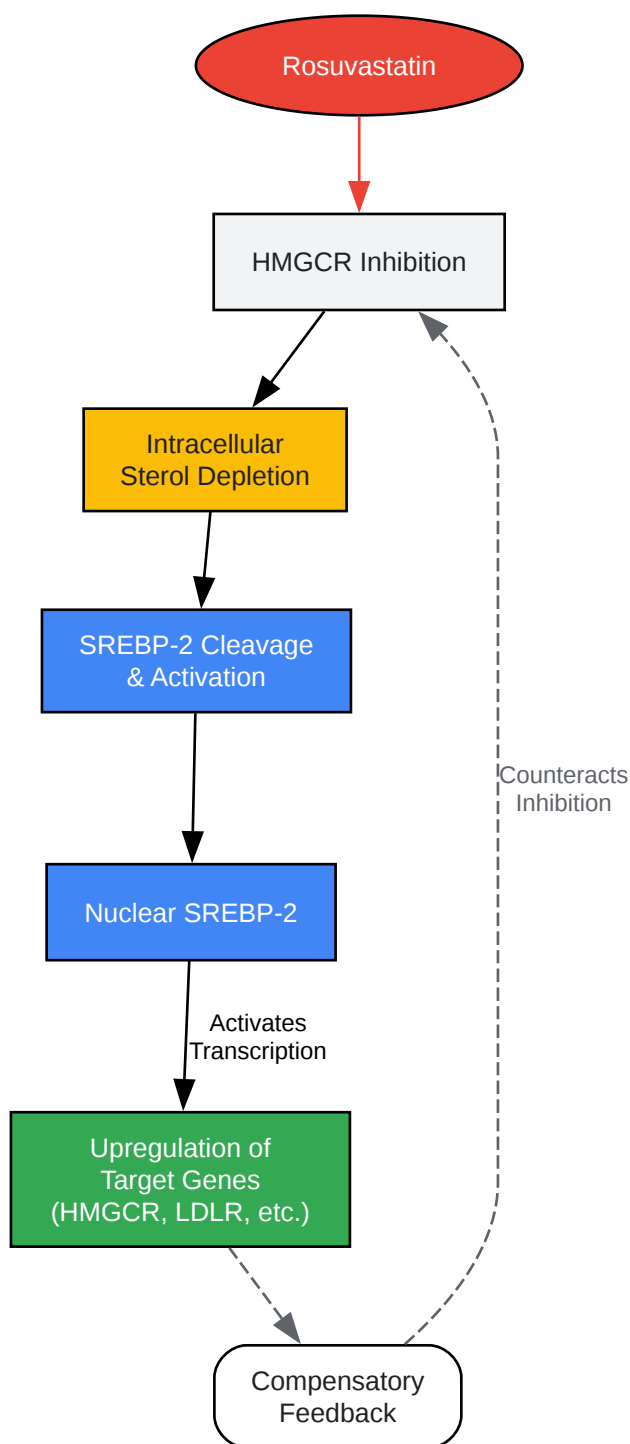 Rosuvastatin
HMGCR Inhibition
Intracellular
Sterol Depletion
SREBP-2 Cleavage
& Activation
Counteracts
Inhibition
Nuclear SREBP-2
Activates
Transcription
Upregulation of
Target Genes
(HMGCR, LDLR, etc.)
Compensatory
Feedback